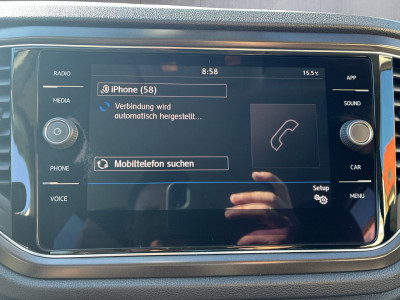 RADIO
8:58
15.5°C
APP
iPhone (58)
MEDIA
SOUND
Verbindung wird
automatisch hergestellt...
PHONE
Mobiltelefon suchen
CAR
VOICE
Setup
MENU